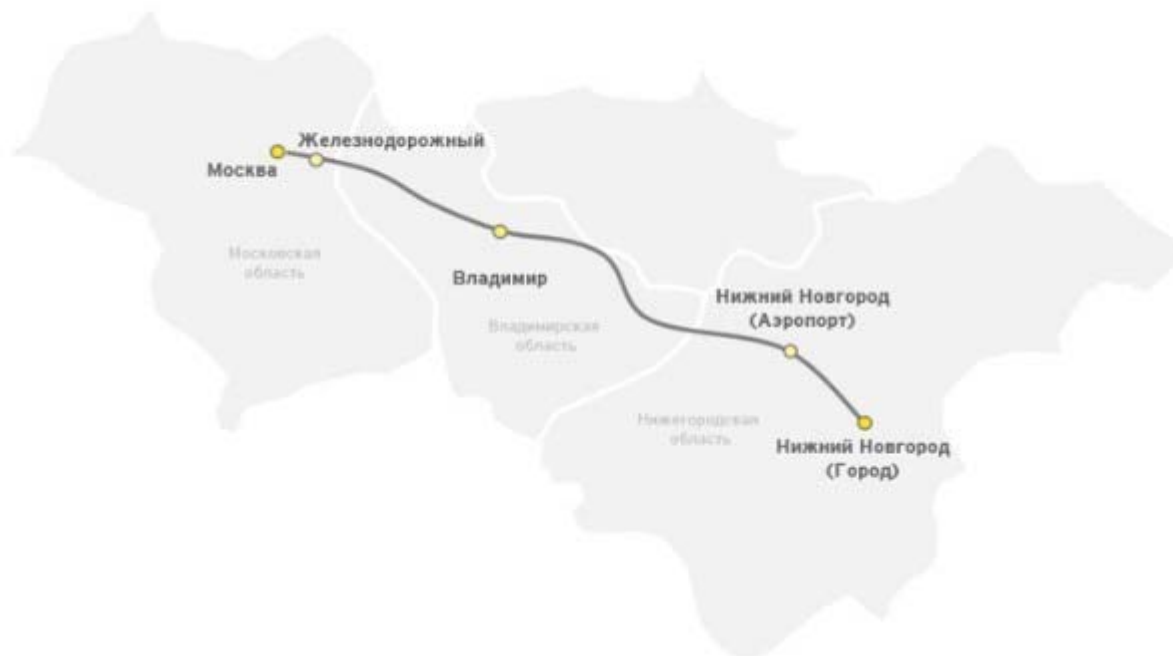 Железнодорожный
Москва
Московская
область
Владимир
Нижний Новгород
(Аэропорт)
Владимирская
область
Нижегородская
область
Нижний Новгород
(Город)